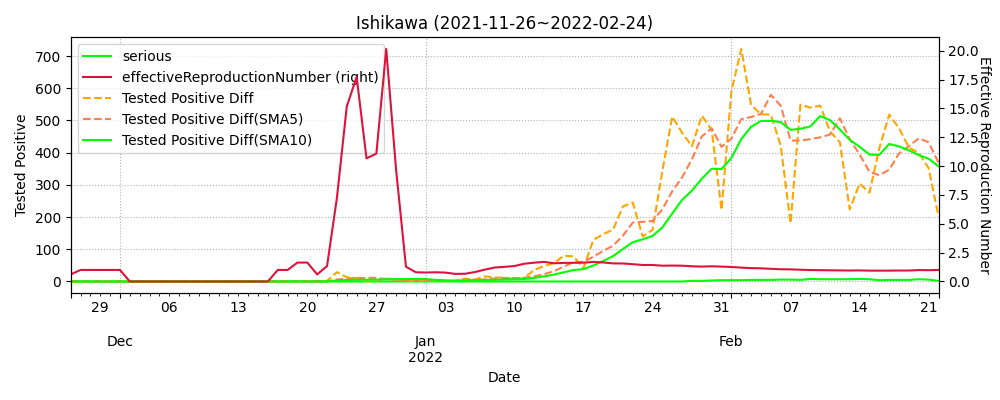 Ishikawa (2021-11-26~2022-02-24)
serious
effectiveReproductionNumber (right)
Tested Positive Diff
Tested Positive Diff(SMA5)
Tested Positive Diff(SMA10)
Tested Positive
700
600
500
400
300
200
100
0
20.0
17.5
15.0
12.5
10.0
7.5
5.0
2.5
0.0
Effective Reproduction Number
29 06 13 20 27 03 10 17 24 31 07 14 21
Dec Jan Feb
2022
Date